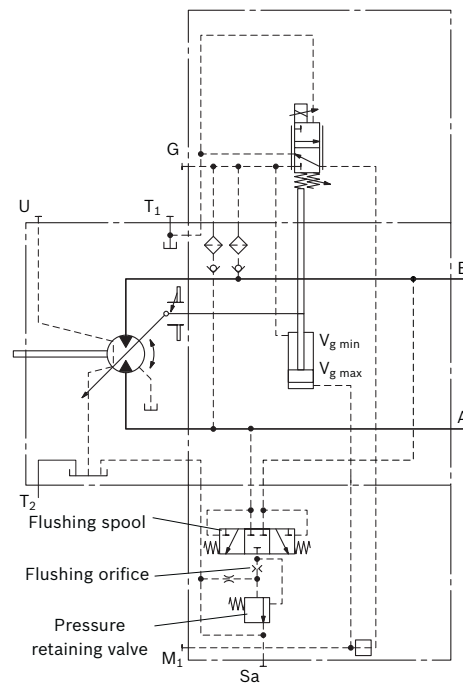 G
U
T1
B
Vg min
Vg max
A
T2
Flushing spool
Flushing orifice
Pressure
retaining valve
M1
Sa